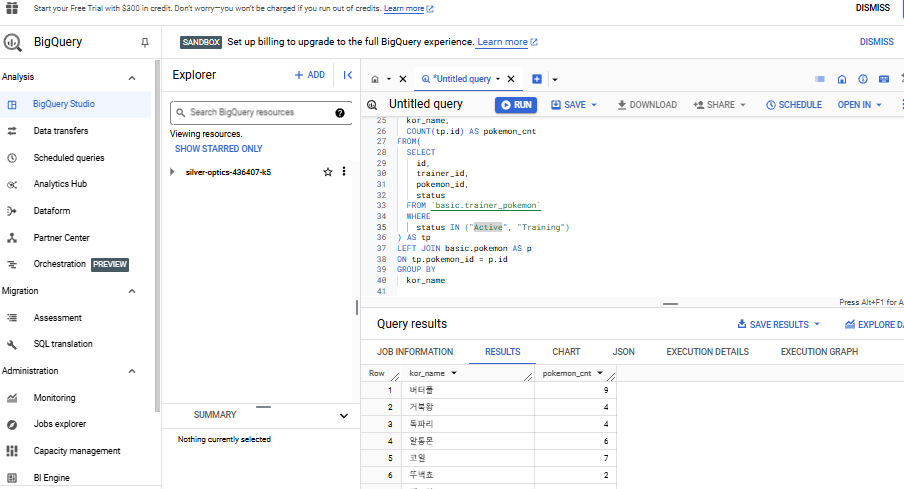 Start your Free Trial with $300 in credit. Don't worry—you won't be charged if you run out of credits. Learn more
DISMISS
BigQuery
SANDBOX Set up billing to upgrade to the full BigQuery experience. Learn more
DISMISS
Analysis
BigQuery Studio
Data transfers
Scheduled queries
Analytics Hub
Dataform
Partner Center
Orchestration PREVIEW
Migration
Assessment
SQL translation
Administration
Monitoring
Jobs explorer
Capacity management
BI Engine
Explorer
+ ADD
Search BigQuery resources
Viewing resources.
SHOW STARRED ONLY
silver-optics-436407-k5
SUMMARY
Nothing currently selected
*Untitled query
Untitled query
RUN
SAVE
DOWNLOAD
SHARE
SCHEDULE
OPEN IN
25 kor_name,
26 COUNT(tp.id) AS pokemon_cnt
27 FROM(
28 SELECT
29 id,
30 trainer_id,
31 pokemon_id,
32 status
33 FROM `basic.trainer_pokemon`
34 WHERE
35 status IN ("Active", "Training")
36 ) AS tp
37 LEFT JOIN basic.pokemon AS p
38 ON tp.pokemon_id = p.id
39 GROUP BY
40 kor_name
41
Press Alt+F1 for A
Query results
SAVE RESULTS
EXPLORE DA
JOB INFORMATION
RESULTS
CHART
JSON
EXECUTION DETAILS
EXECUTION GRAPH
Row kor_name pokemon_cnt
1 버터플 9
2 거북왕 4
3 독파리 4
4 알통몬 6
5 코일 7
6 뚜벅쵸 2